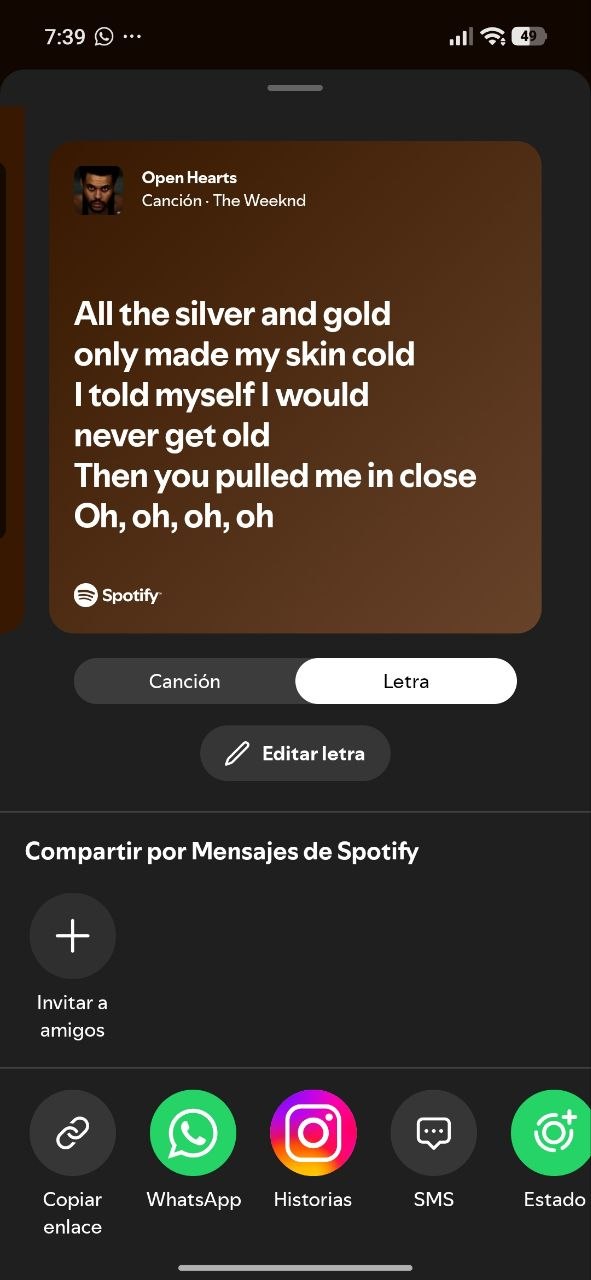 7:39
49
Open Hearts
Canción · The Weeknd
All the silver and gold
only made my skin cold
I told myself I would
never get old
Then you pulled me in close
Oh, oh, oh, oh
Spotify
Canción
Letra
Editar letra
Compartir por Mensajes de Spotify
Invitar a
amigos
Copiar
enlace
WhatsApp
Historias
SMS
Estado